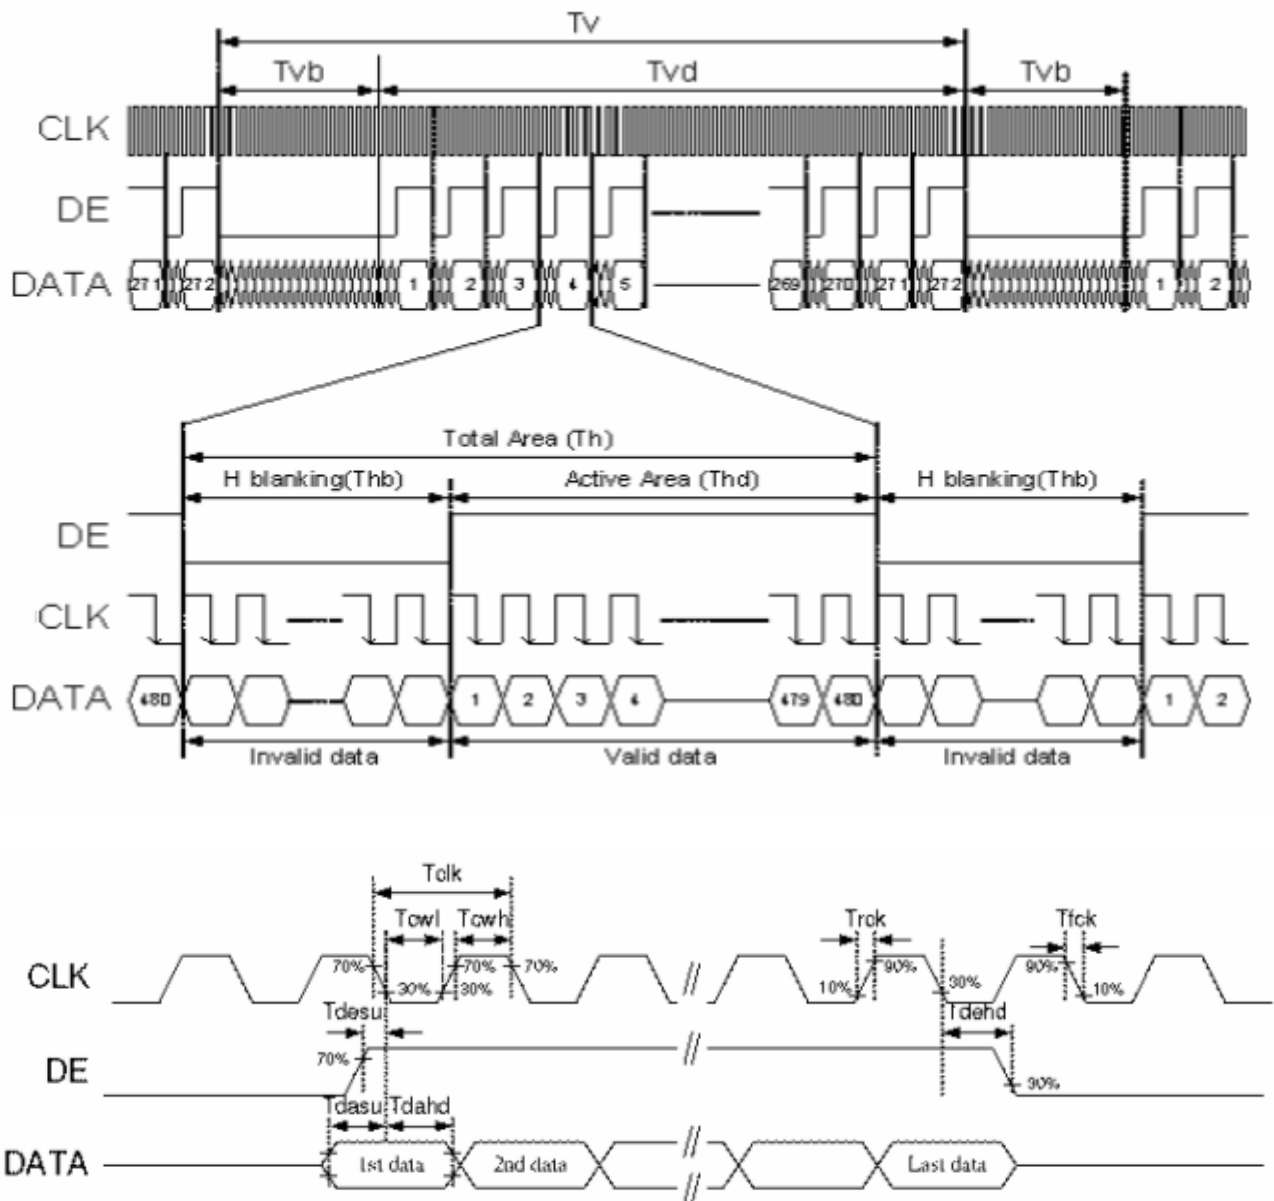 Tv
Tvb Tvd Tvb
CLK
DE
DATA 271 272 1 2 3 4 5 269 270 271 272 1 2
Total Area (Th)
H blanking(Thb) Active Area (Thd) H blanking(Thb)
DE
CLK
DATA 480 1 2 3 4 479 480 1 2
Invalid data Valid data Invalid data
Tclk
Tcwl Tcwh Trck Tfck
CLK 70% 30% 30% 70% 70% 10% 90% 30% 90% 10%
Tdesu Tdehd
DE 70% 30%
Tdasu Tdahd
DATA 1st data 2nd data Last data